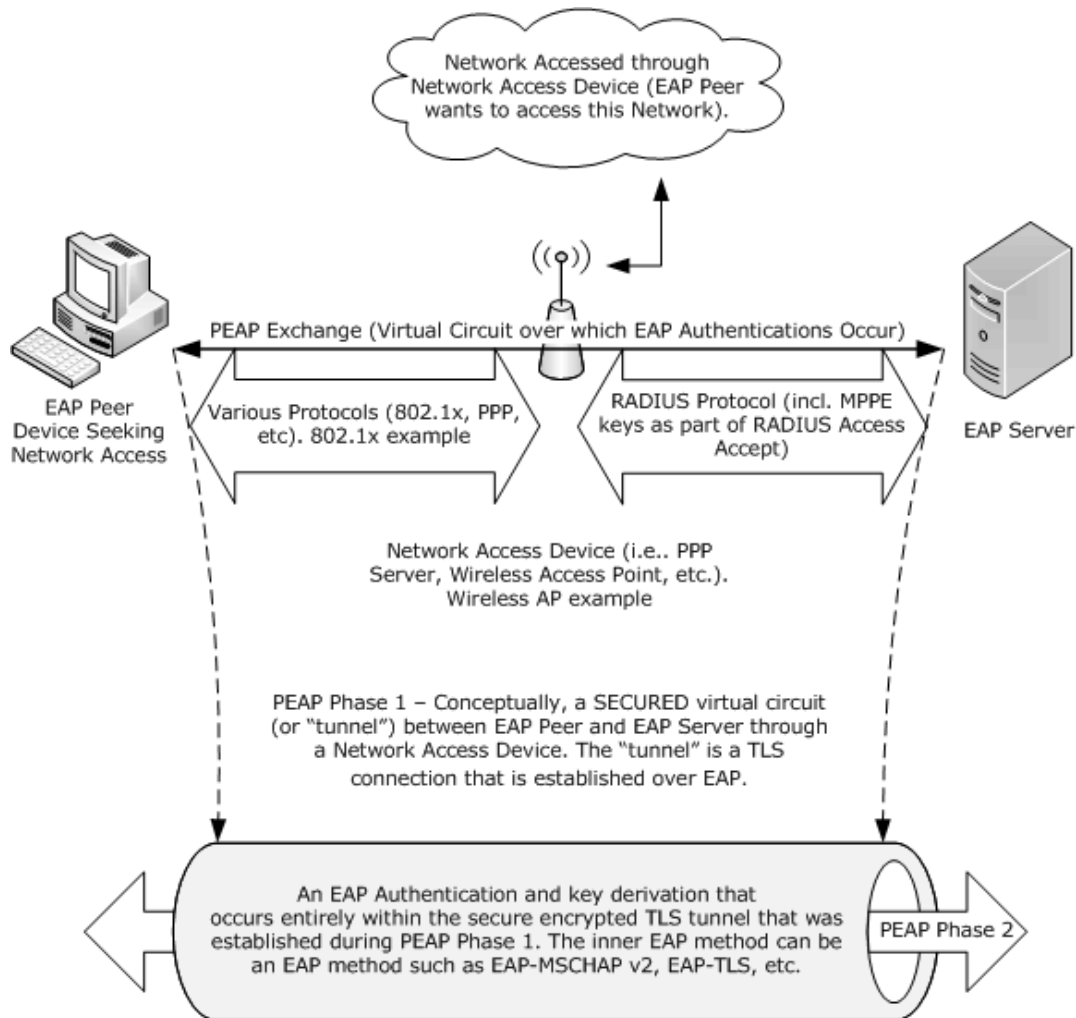 Network Accessed through
Network Access Device (EAP Peer
wants to access this Network).
PEAP Exchange (Virtual Circuit over which EAP Authentications Occur)
EAP Peer
Device Seeking
Network Access
Various Protocols (802.1x, PPP,
etc). 802.1x example
RADIUS Protocol (incl. MPPE
keys as part of RADIUS Access
Accept)
EAP Server
Network Access Device (i.e.. PPP
Server, Wireless Access Point, etc.).
Wireless AP example
PEAP Phase 1 – Conceptually, a SECURED virtual circuit
(or “tunnel”) between EAP Peer and EAP Server through
a Network Access Device. The “tunnel” is a TLS
connection that is established over EAP.
An EAP Authentication and key derivation that
occurs entirely within the secure encrypted TLS tunnel that was
established during PEAP Phase 1. The inner EAP method can be
an EAP method such as EAP-MSCHAP v2, EAP-TLS, etc.
PEAP Phase 2